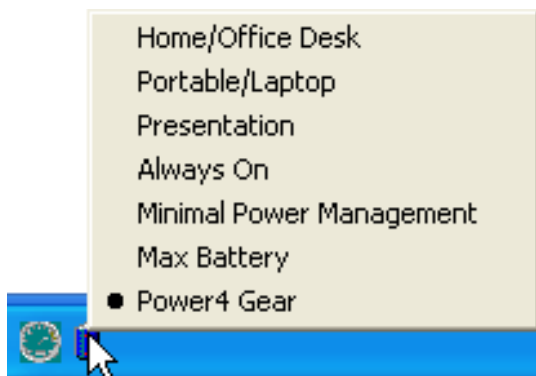 Home/Office Desk
Portable/Laptop
Presentation
Always On
Minimal Power Management
Max Battery
Power4 Gear